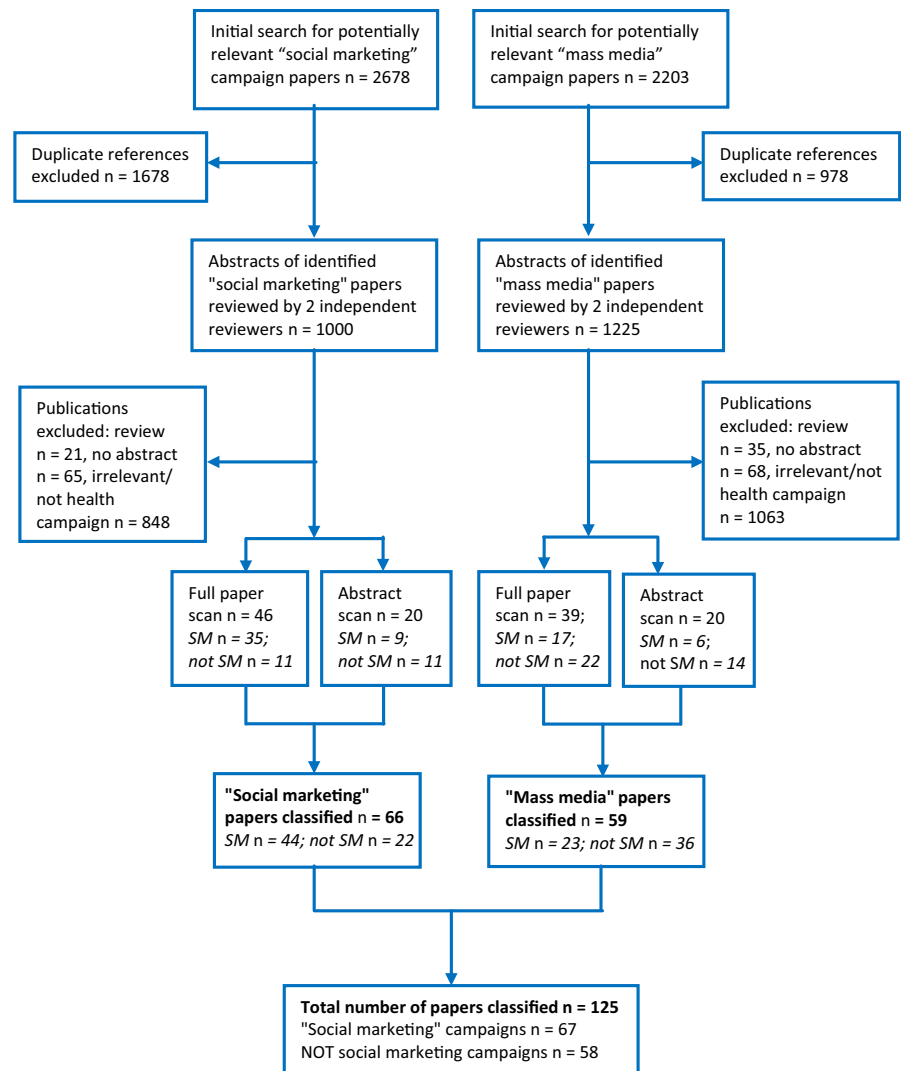 Initial search for potentially
relevant “social marketing”
campaign papers n = 2678
Initial search for potentially
relevant “mass media”
campaign papers n = 2203
Duplicate references
excluded n = 1678
Duplicate references
excluded n = 978
Abstracts of identified
"social marketing" papers
reviewed by 2 independent
reviewers n = 1000
Abstracts of identified
"mass media" papers
reviewed by 2 independent
reviewers n = 1225
Publications
excluded: review
n = 21, no abstract
n = 65, irrelevant/
not health
campaign n = 848
Publications
excluded: review
n = 35, no abstract
n = 68, irrelevant/not
health campaign
n = 1063
Full paper
scan n = 46
SM n = 35;
not SM n = 11
Abstract
scan n = 20
SM n = 9;
not SM n = 11
Full paper
scan n = 39;
SM n = 17;
not SM n = 22
Abstract
scan n = 20
SM n = 6;
not SM n = 14
"Social marketing"
papers classified n = 66
SM n = 44; not SM n = 22
"Mass media" papers
classified n = 59
SM n = 23; not SM n = 36
Total number of papers classified n = 125
"Social marketing" campaigns n = 67
NOT social marketing campaigns n = 58